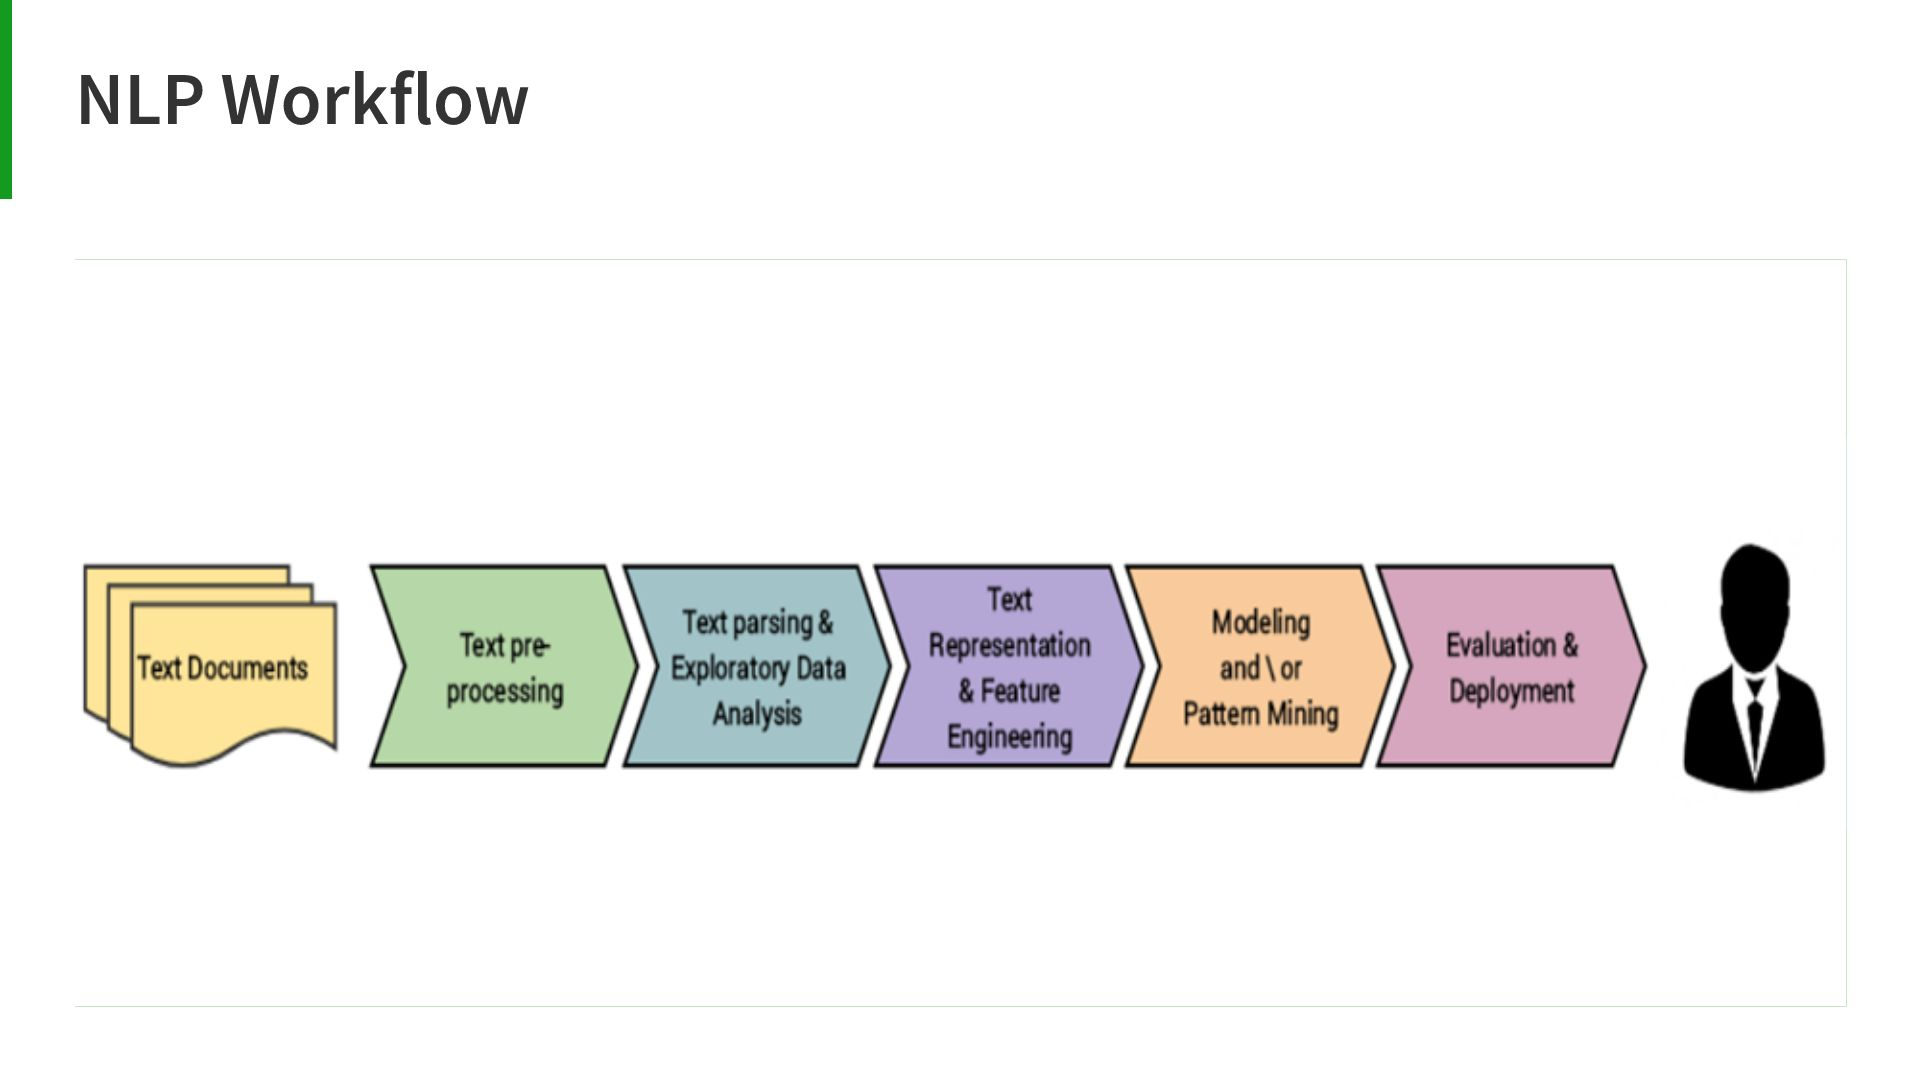 NLP Workflow
Text Documents
Text pre-
processing
Text parsing &
Exploratory Data
Analysis
Text
Representation
& Feature
Engineering
Modeling
and \ or
Pattern Mining
Evaluation &
Deployment